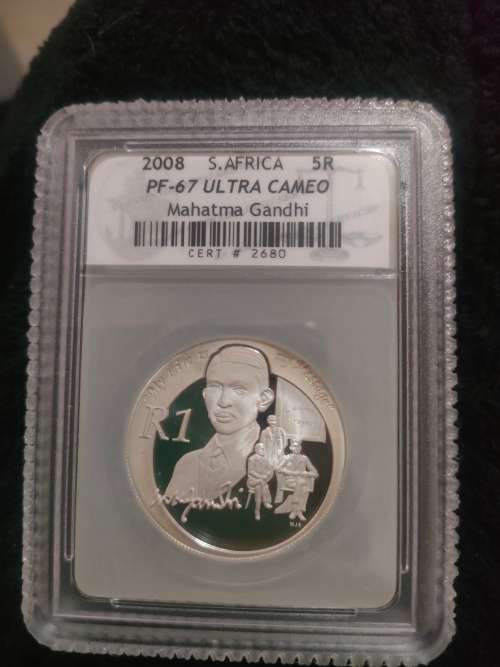 2008 S.AFRICA 5R
PF-67 ULTRA CAMEO
Mahatma Gandhi
CERT # 2680
R1